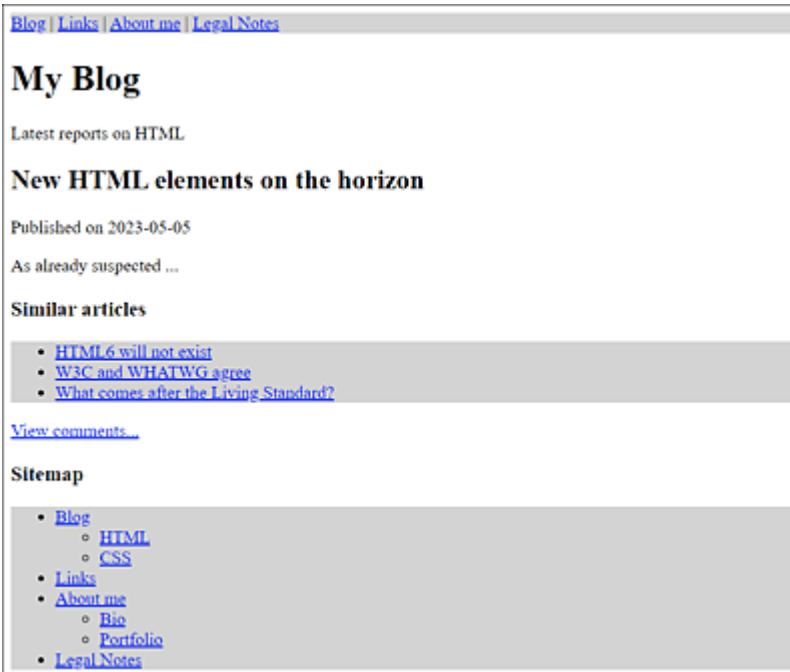 Blog | Links | About me | Legal Notes
My Blog
Latest reports on HTML
New HTML elements on the horizon
Published on 2023-05-05
As already suspected ...
Similar articles
HTML6 will not exist
W3C and WHATWG agree
What comes after the Living Standard?
View comments...
Sitemap
Blog
HTML
CSS
Links
About me
Bio
Portfolio
Legal Notes